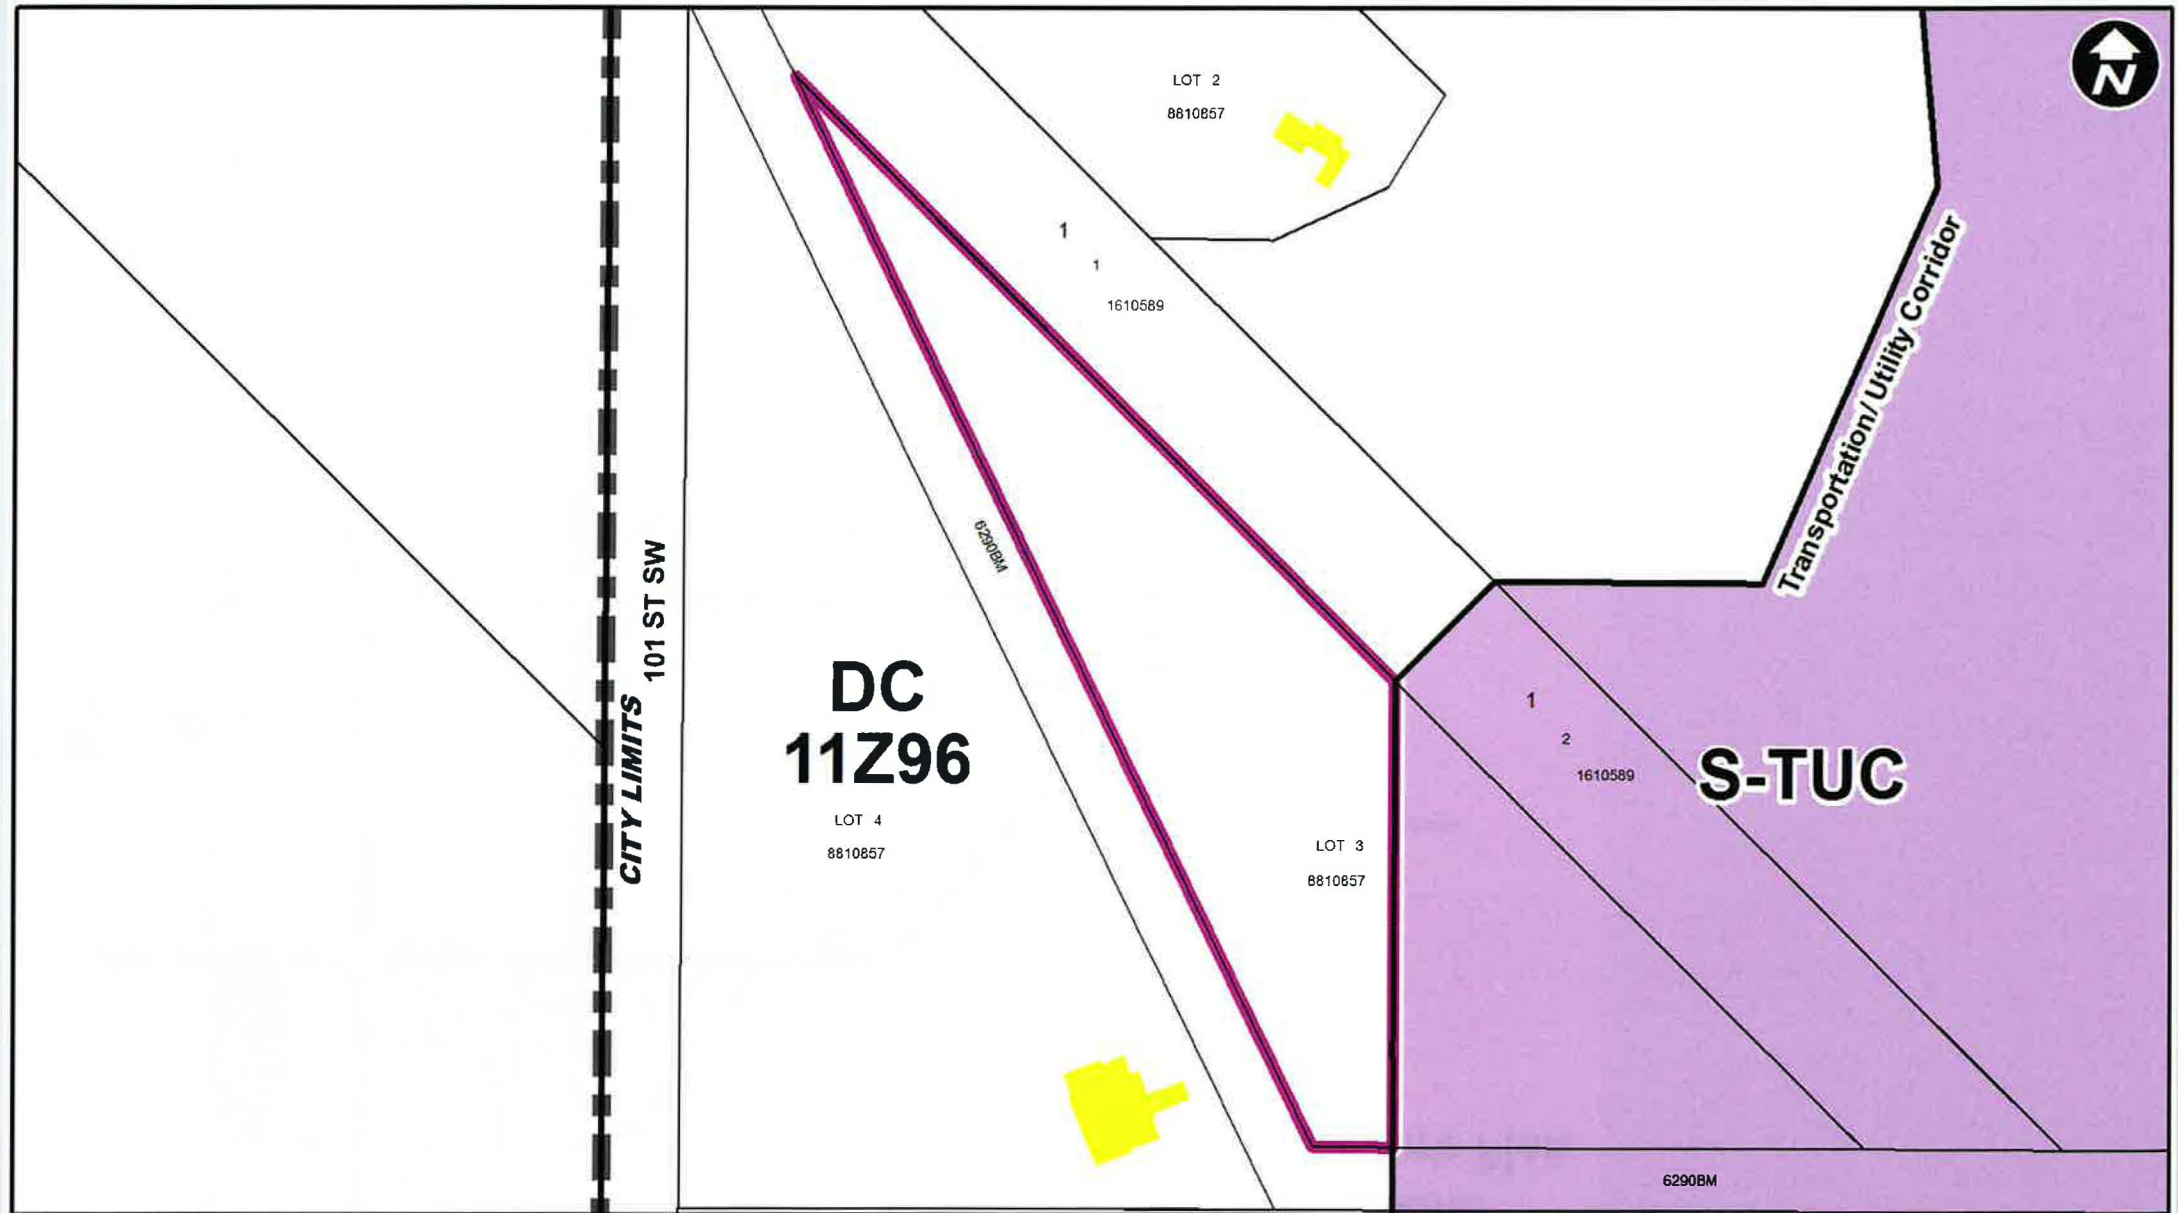 N
LOT 2
8810857
1
1
1610589
Transportation/ Utility Corridor
6290BM
101 ST SW
CITY LIMITS
DC
11Z96
LOT 4
8810857
LOT 3
8810857
1
2
1610589
S-TUC
6290BM